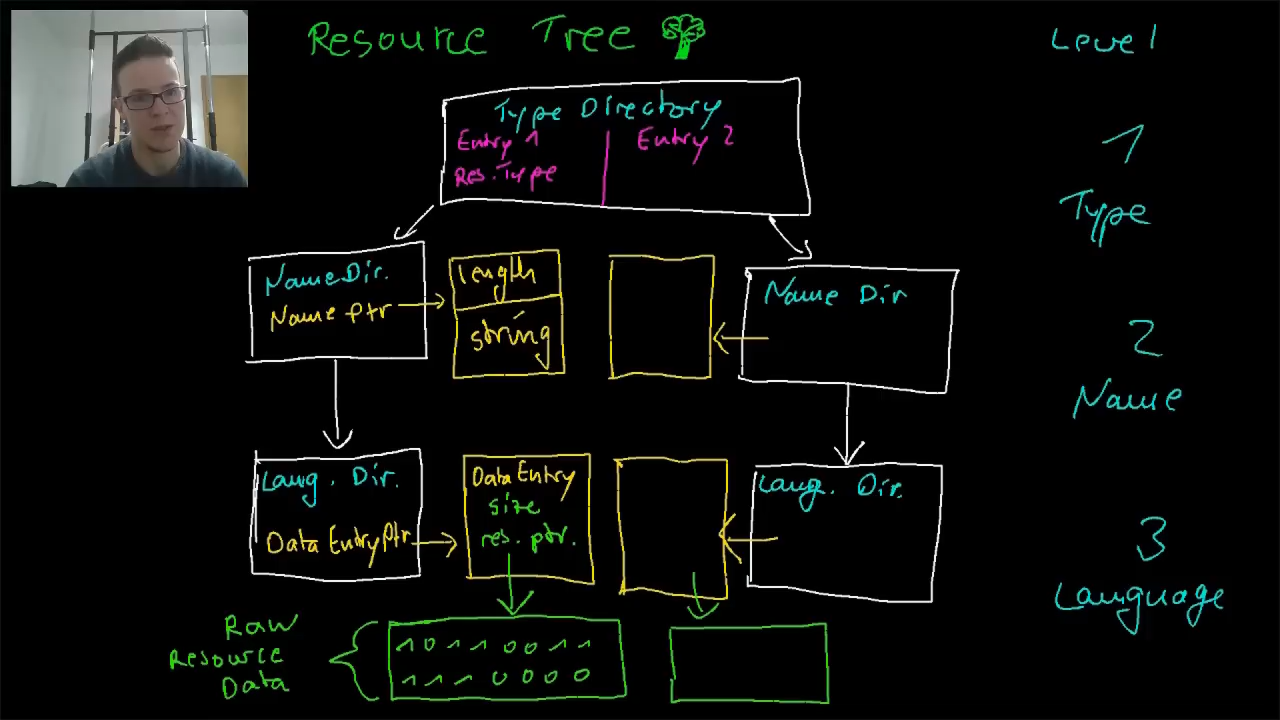 Resource Tree
Level
Type Directory
Entry 1
Entry 2
Res. Type
1
Type
Name Dir.
Name Ptr
length
string
Name Dir
2
Name
Lang. Dir.
Data Entry Ptr
Data Entry
size
res. ptr.
Lang. Dir.
3
Language
Raw
Resource
Data
1 0 1 1 0 0 1 1
1 1 1 0 0 0 0